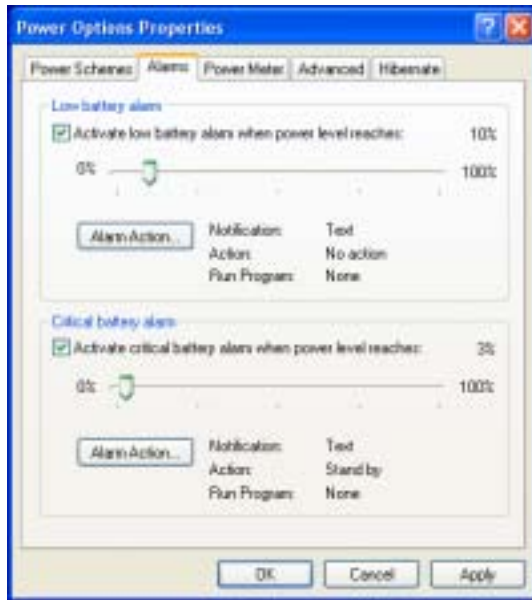 Power Options Properties
Power Schemes Alarms Power Meter Advanced Hibernate
Low battery alarm
Activate low battery alarm when power level reaches: 10%
0% 100%
Alarm Action... Notification: Text
Action: No action
Run Program: None
Critical battery alarm
Activate critical battery alarm when power level reaches: 3%
0% 100%
Alarm Action... Notification: Text
Action: Stand by
Run Program: None
OK Cancel Apply